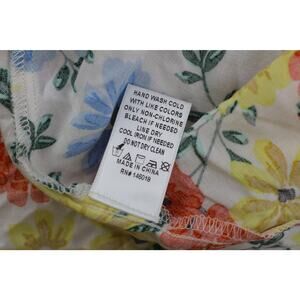 HAND WASH COLD
WITH LIKE COLORS
ONLY NON-CHLORINE
BLEACH IF NEEDED
LINE DRY
COOL IRON IF NEEDED
DO NOT DRY CLEAN
MADE IN CHINA
RN# 146018